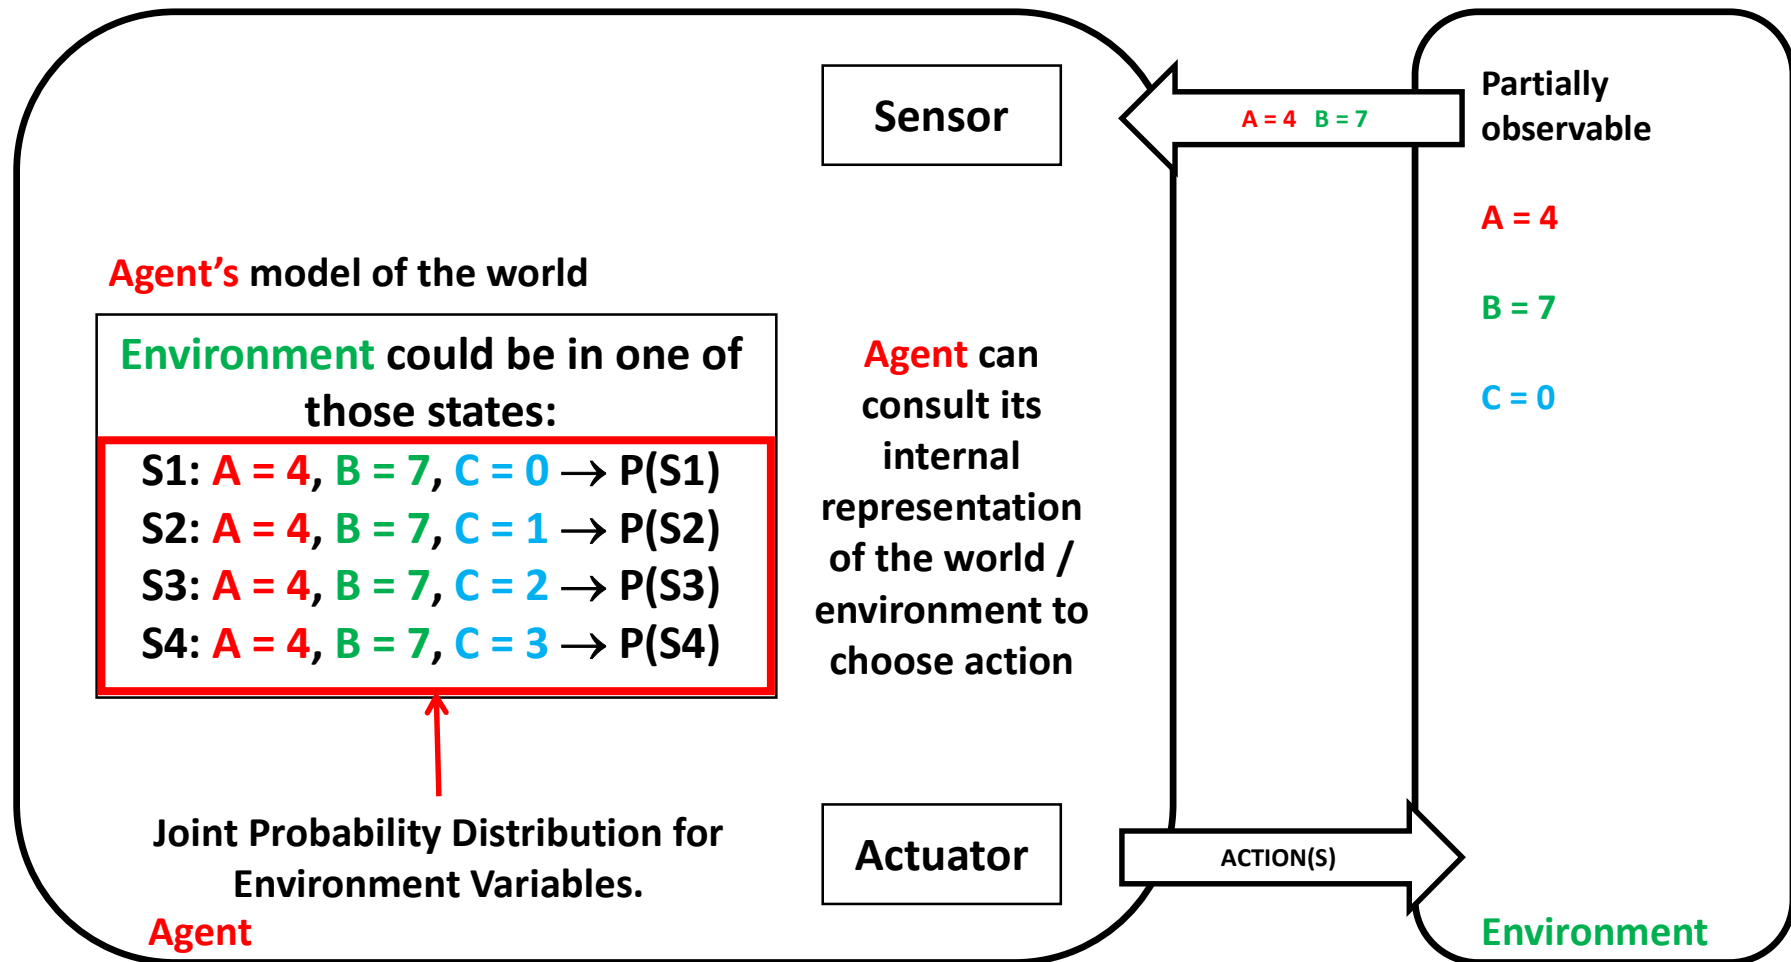 Sensor
A = 4 B = 7
Partially
observable
A = 4
B = 7
C = 0
Agent’s model of the world
Environment could be in one of
those states:
S1: A = 4, B = 7, C = 0 → P(S1)
S2: A = 4, B = 7, C = 1 → P(S2)
S3: A = 4, B = 7, C = 2 → P(S3)
S4: A = 4, B = 7, C = 3 → P(S4)
Agent can
consult its
internal
representation
of the world /
environment to
choose action
Joint Probability Distribution for
Environment Variables.
Actuator
ACTION(S)
Agent
Environment